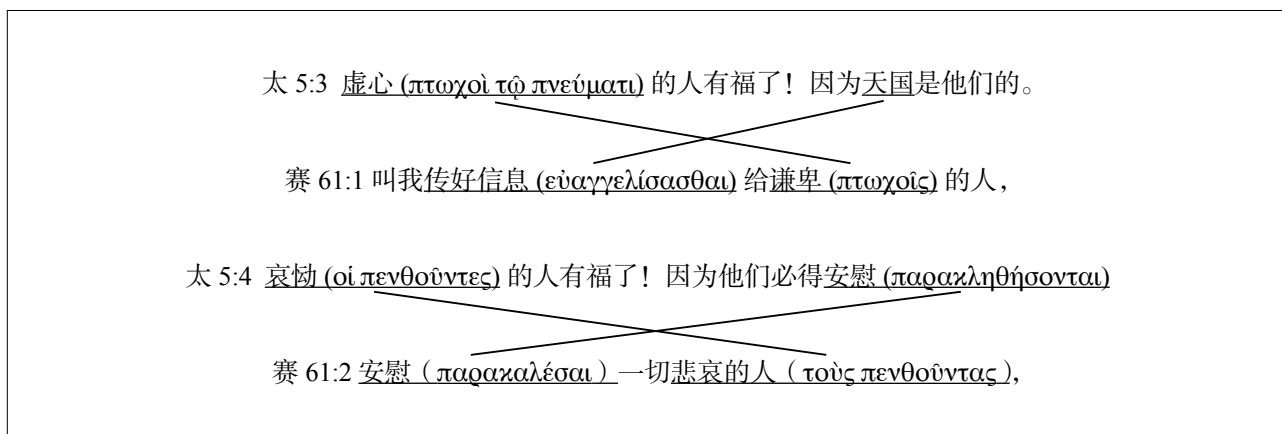 太 5:3 虚心 (πτωχοὶ τῷ πνεύματι) 的人有福了！因为天国是他们的。
赛 61:1 叫我传好信息 (εὐαγγελίσασθαι) 给谦卑 (πτωχοῖς) 的人，
太 5:4 哀恸 (οἱ πενθοῦντες) 的人有福了！因为他们必得安慰 (παρακληθήσονται)
赛 61:2 安慰（παρακαλέσαι）一切悲哀的人（τοὺς πενθοῦντας），